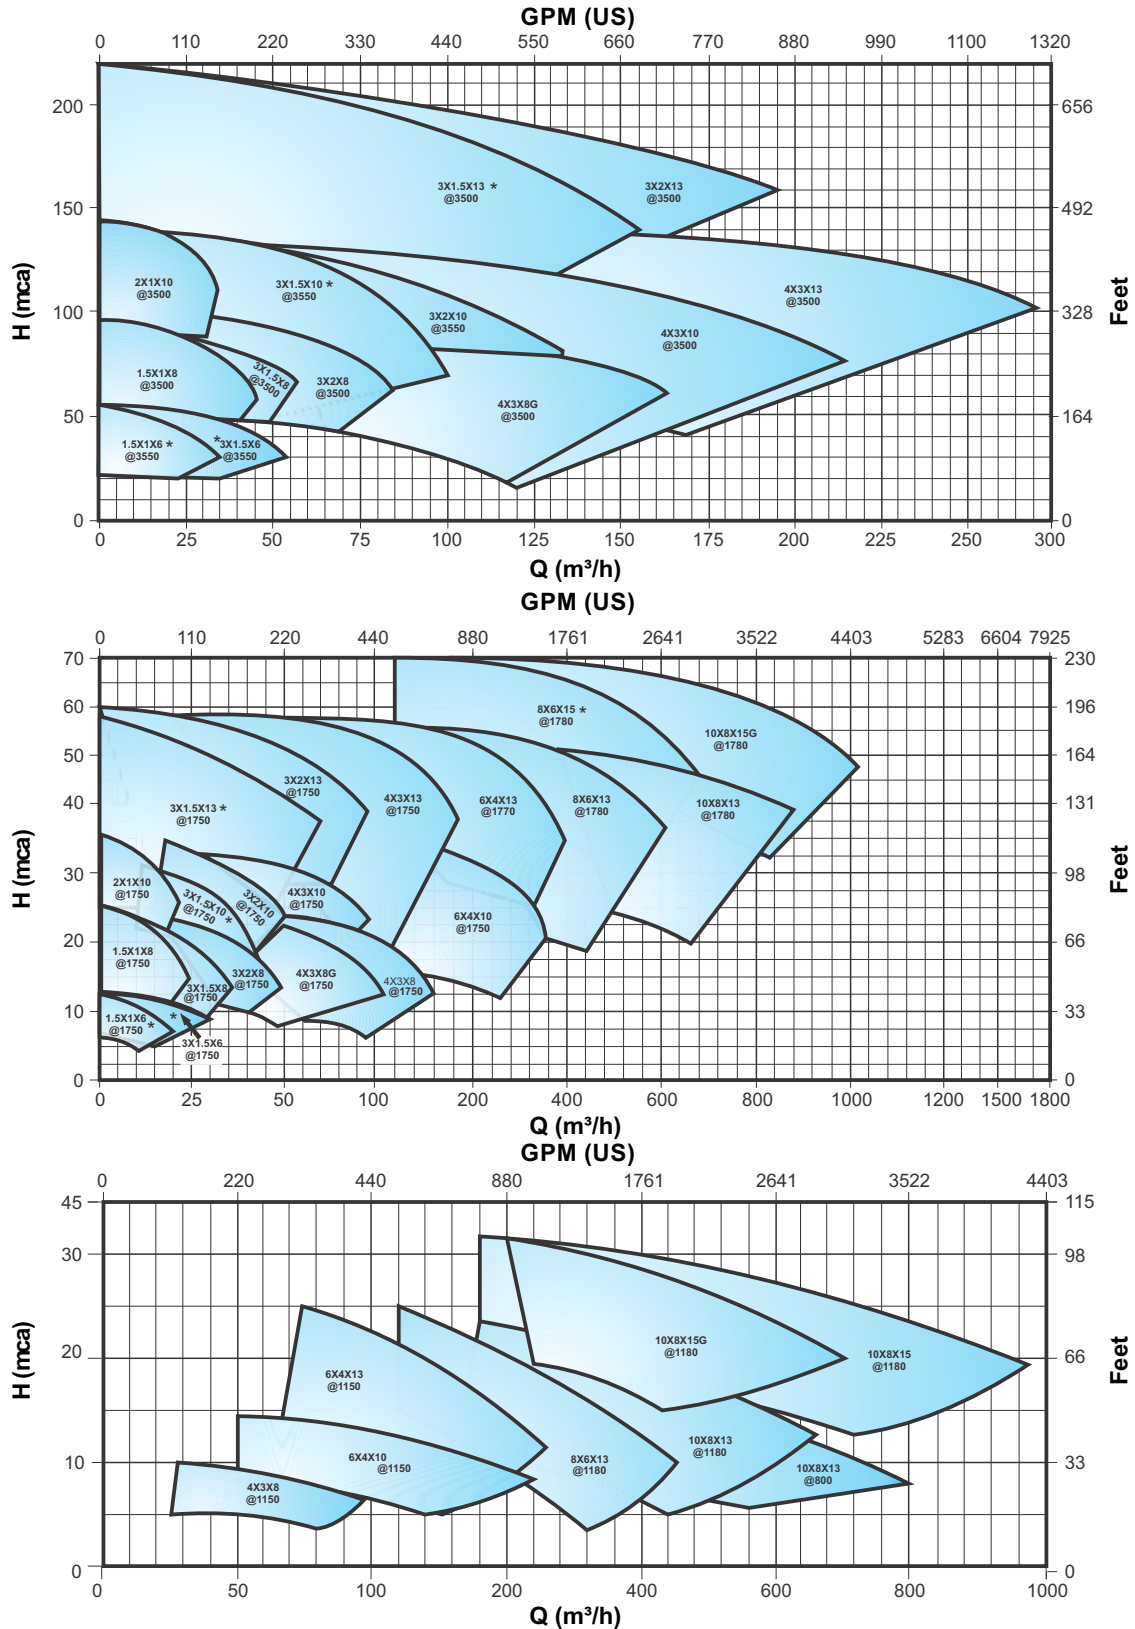 GPM (US)
0 110 220 330 440 550 660 770 880 990 1100 1320
200 656
3X1.5X13 * 3X2X13
@3500 @3500
150 492
H (mca)
Feet
2X1X10 3X1.5X10 * 4X3X13
@3500 @3550 @3500
100 328
3X2X10
@3550
4X3X10
@3500
1.5X1X8 3X1.5X8 3X2X8
@3500 @3500 @3500
4X3X8G
@3500
50 164
1.5X1X6 * *3X1.5X6
@3550 @3550
0 0
0 25 50 75 100 125 150 175 200 225 250 300
Q (m³/h)
GPM (US)
0 110 220 440 880 1761 2641 3522 4403 5283 6604 7925
70 230
60 196
8X6X15 *
@1780
10X8X15G
@1780
50 164
3X2X13
@1750
40 131
3X1.5X13 * 4X3X13 6X4X13 8X6X13 10X8X13
@1750 @1750 @1770 @1780 @1780
H (mca)
Feet
30 98
2X1X10 3X1.5X10 * 3X2X10 4X3X10
@1750 @1750 @1750 @1750
6X4X10
@1750
20 66
1.5X1X8 3X1.5X8 3X2X8 4X3X8G 4X3X8
@1750 @1750 @1750 @1750 @1750
10 33
1.5X1X6 * *
@1750
3X1.5X6
@1750
0 0
0 25 50 100 200 400 600 800 1000 1200 1500 1800
Q (m³/h)
GPM (US)
0 220 440 880 1761 2641 3522 4403
45 115
30 98
10X8X15G 10X8X15
@1180 @1180
20 66
H (mca)
Feet
6X4X13
@1150
6X4X10 8X6X13 10X8X13 10X8X13
@1150 @1180 @1180 @800
10 33
4X3X8
@1150
0 0
0 50 100 200 400 600 800 1000
Q (m³/h)